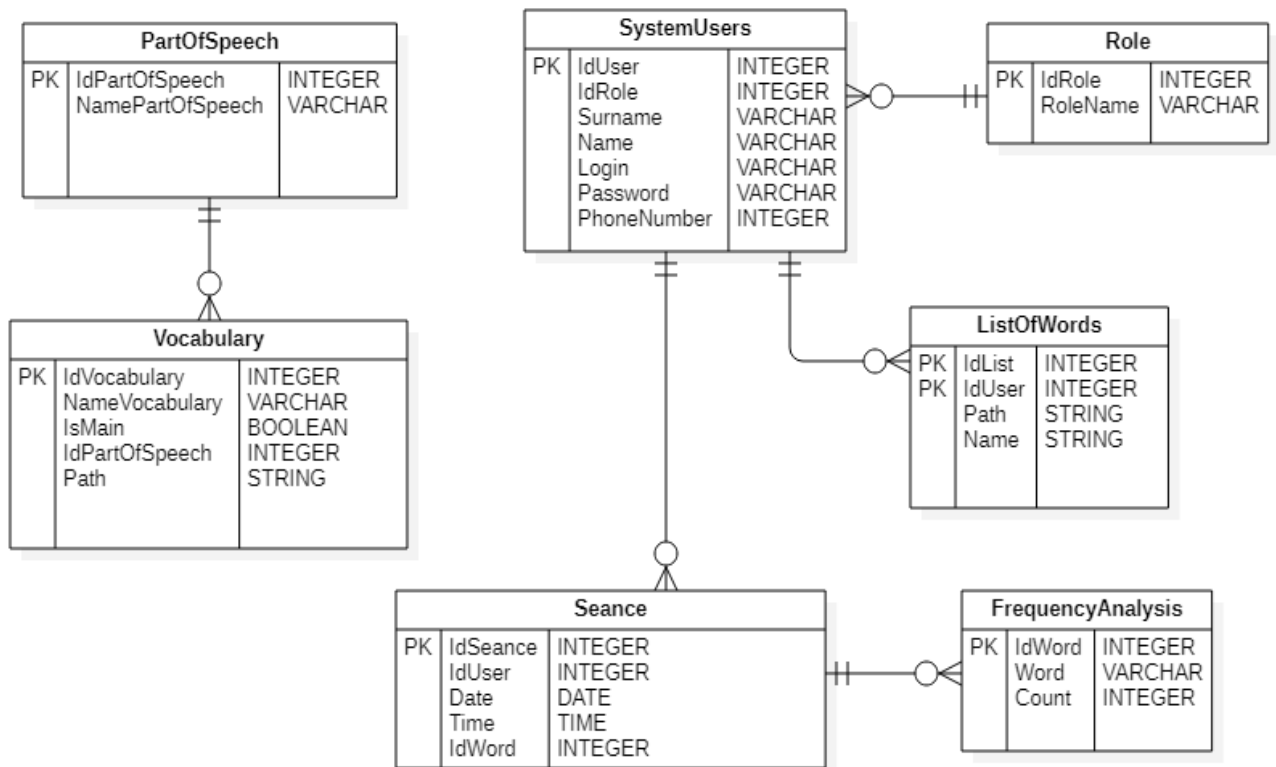 PartOfSpeech
PK IdPartOfSpeech INTEGER
NamePartOfSpeech VARCHAR
SystemUsers
PK IdUser INTEGER
IdRole INTEGER
Surname VARCHAR
Name VARCHAR
Login VARCHAR
Password VARCHAR
PhoneNumber INTEGER
Role
PK IdRole INTEGER
RoleName VARCHAR
Vocabulary
PK IdVocabulary INTEGER
NameVocabulary VARCHAR
IsMain BOOLEAN
IdPartOfSpeech INTEGER
Path STRING
ListOfWords
PK IdList INTEGER
PK IdUser INTEGER
Path STRING
Name STRING
Seance
PK IdSeance INTEGER
IdUser INTEGER
Date DATE
Time TIME
IdWord INTEGER
FrequencyAnalysis
PK IdWord INTEGER
Word VARCHAR
Count INTEGER